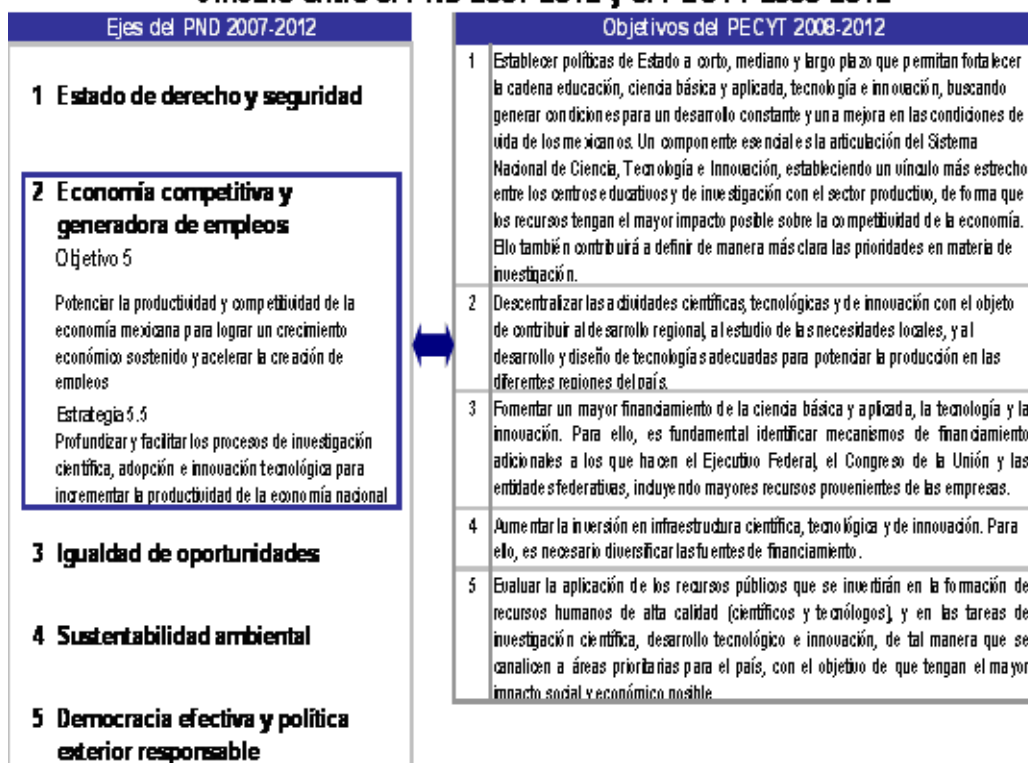 Ejes del PND 2007-2012
1 Estado de derecho y seguridad
2 Economía competitiva y
generadora de empleos
Objetivo 5
Potenciar la productividad y competitividad de la
economía mexicana para lograr un crecimiento
económico sostenido y acelerar la creación de
empleos
Estrategia 5.5
Profundizar y facilitar los procesos de investigación
científica, adopción e innovación tecnológica para
incrementar la productividad de la economía nacional
3 Igualdad de oportunidades
4 Sustentabilidad ambiental
5 Democracia efectiva y política
exterior responsable
Objetivos del PECYT 2008-2012
1 Establecer políticas de Estado a corto, mediano y largo plazo que permitan fortalecer
la cadena educación, ciencia básica y aplicada, tecnología e innovación, buscando
generar condiciones para un desarrollo constante y una mejora en las condiciones de
vida de los mexicanos. Un componente esencial es la articulación del Sistema
Nacional de Ciencia, Tecnología e Innovación, estableciendo un vínculo más estrecho
entre los centros educativos y de investigación con el sector productivo, de forma que
los recursos tengan el mayor impacto posible sobre la competitividad de la economía.
Ello también contribuirá a definir de manera más clara las prioridades en materia de
investigación.
2 Descentralizar las actividades científicas, tecnológicas y de innovación con el objeto
de contribuir al desarrollo regional, al estudio de las necesidades locales, y al
desarrollo y diseño de tecnologías adecuadas para potenciar la producción en las
diferentes regiones del país.
3 Fomentar un mayor financiamiento de la ciencia básica y aplicada, la tecnología y la
innovación. Para ello, es fundamental identificar mecanismos de financiamiento
adicionales a los que hacen el Ejecutivo Federal, el Congreso de la Unión y las
entidades federativas, incluyendo mayores recursos provenientes de las empresas.
4 Aumentar la inversión en infraestructura científica, tecnológica y de innovación. Para
ello, es necesario diversificar las fuentes de financiamiento.
5 Evaluar la aplicación de los recursos públicos que se invertirán en la formación de
recursos humanos de alta calidad (científicos y tecnólogos), y en las tareas de
investigación científica, desarrollo tecnológico e innovación, de tal manera que se
canalicen a áreas prioritarias para el país, con el objetivo de que tengan el mayor
impacto social y económico posible